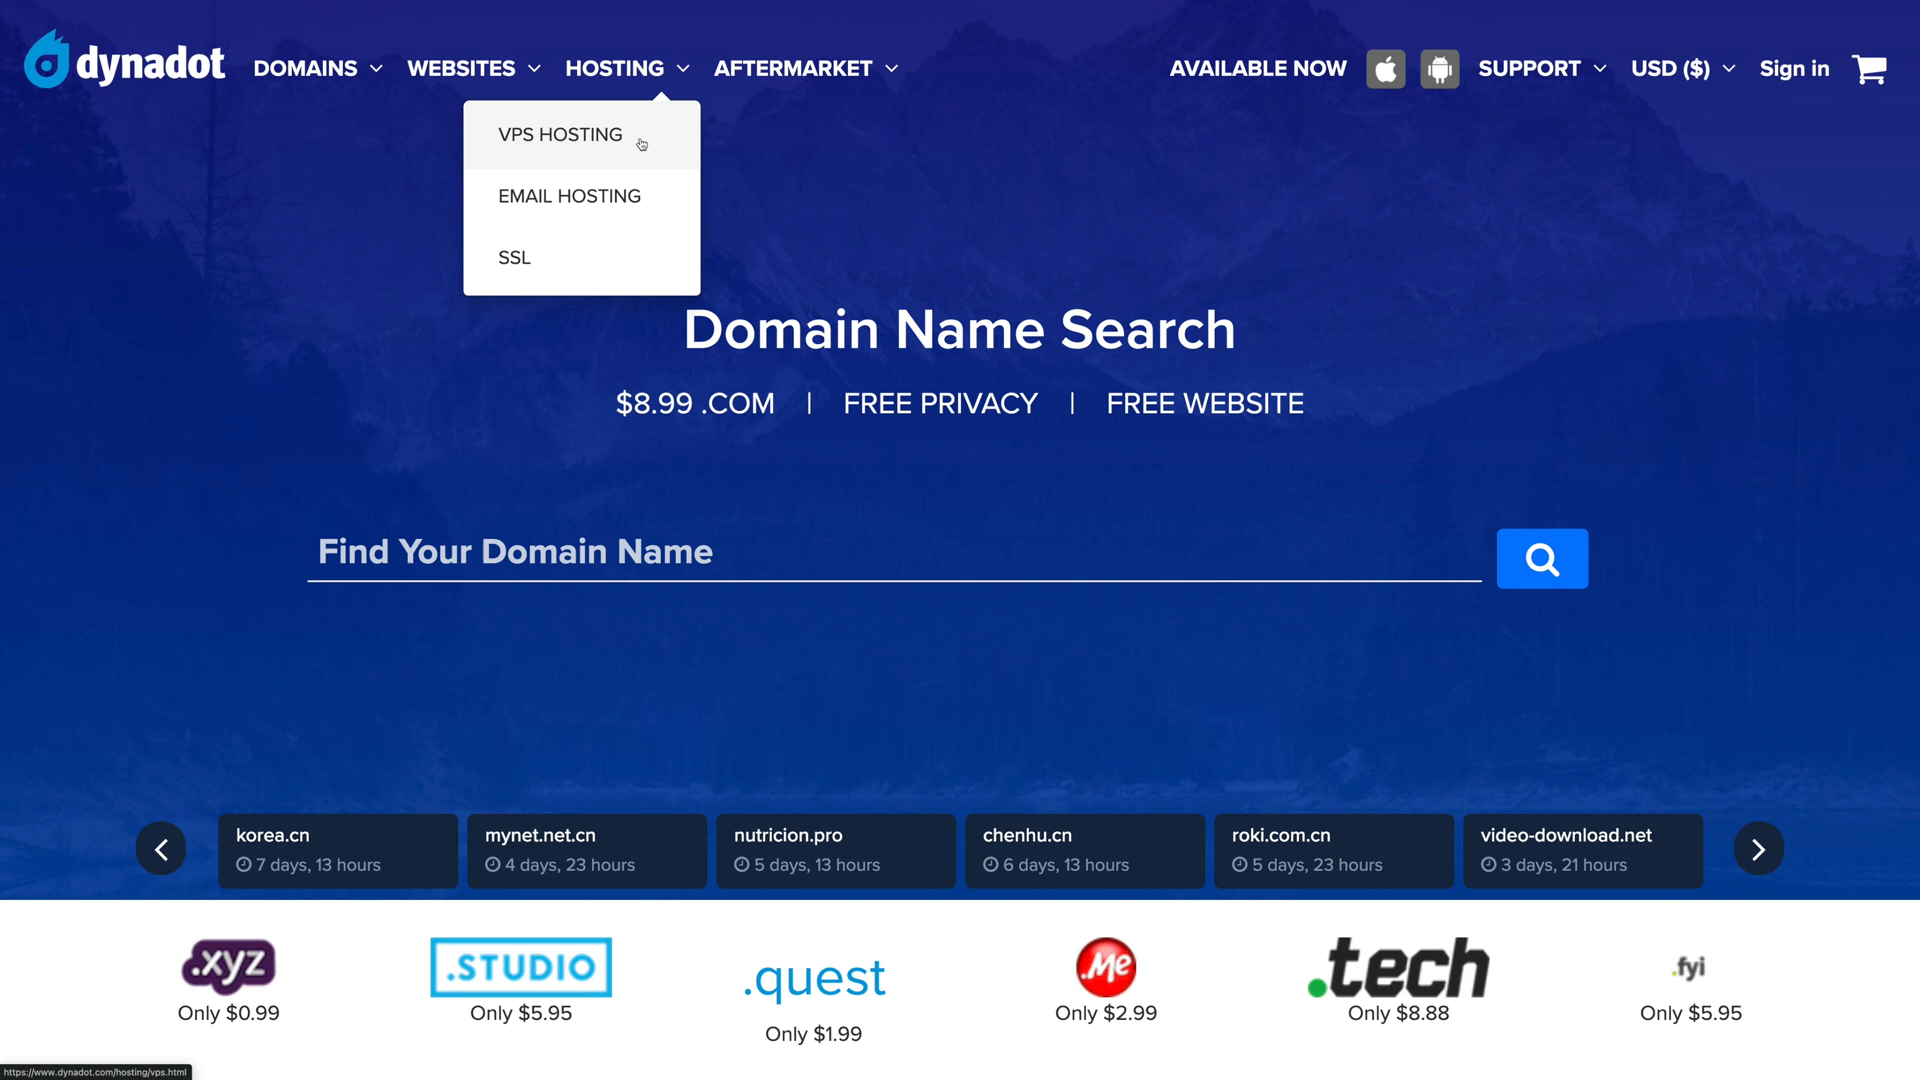 dynadot
DOMAINS WEBSITES HOSTING AFTERMARKET
AVAILABLE NOW SUPPORT USD ($) Sign in
VPS HOSTING
EMAIL HOSTING
SSL
Domain Name Search
$8.99 .COM | FREE PRIVACY | FREE WEBSITE
Find Your Domain Name
korea.cn
7 days, 13 hours
mynet.net.cn
4 days, 23 hours
nutricion.pro
5 days, 13 hours
chenhu.cn
6 days, 13 hours
roki.com.cn
5 days, 23 hours
video-download.net
3 days, 21 hours
.xyz
Only $0.99
.STUDIO
Only $5.95
.quest
Only $1.99
.Me
Only $2.99
.tech
Only $8.88
.fyi
Only $5.95
https://www.dynadot.com/hosting/vps.html